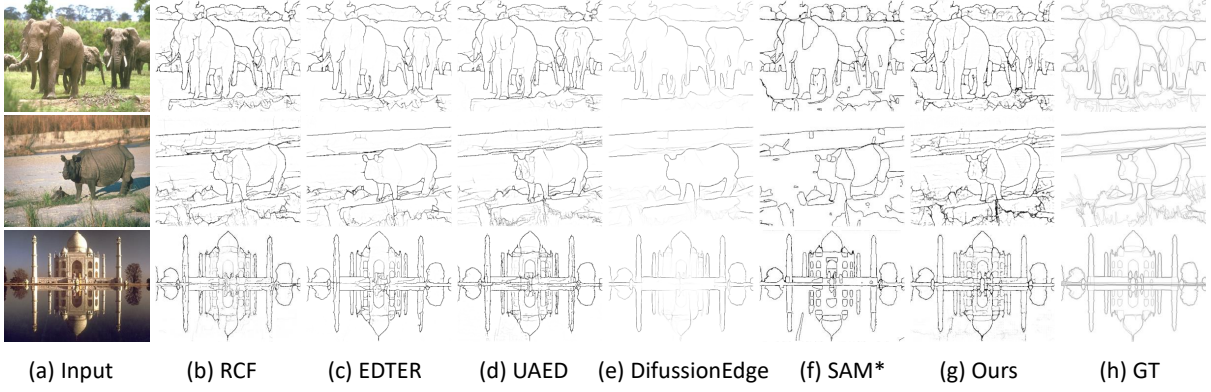 (a) Input (b) RCF (c) EDTER (d) UAED (e) DifussionEdge (f) SAM* (g) Ours (h) GT